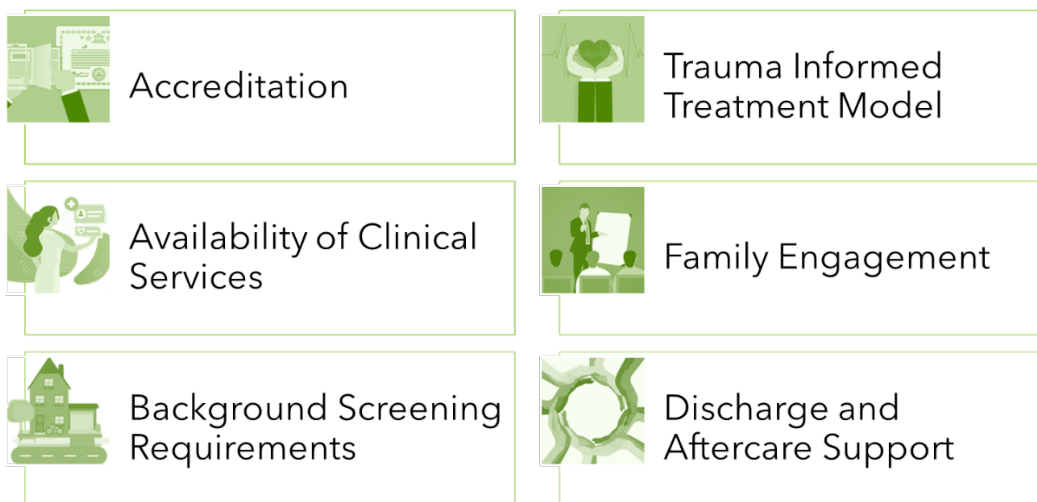 Accreditation
Trauma Informed
Treatment Model
Availability of Clinical
Services
Family Engagement
Background Screening
Requirements
Discharge and
Aftercare Support